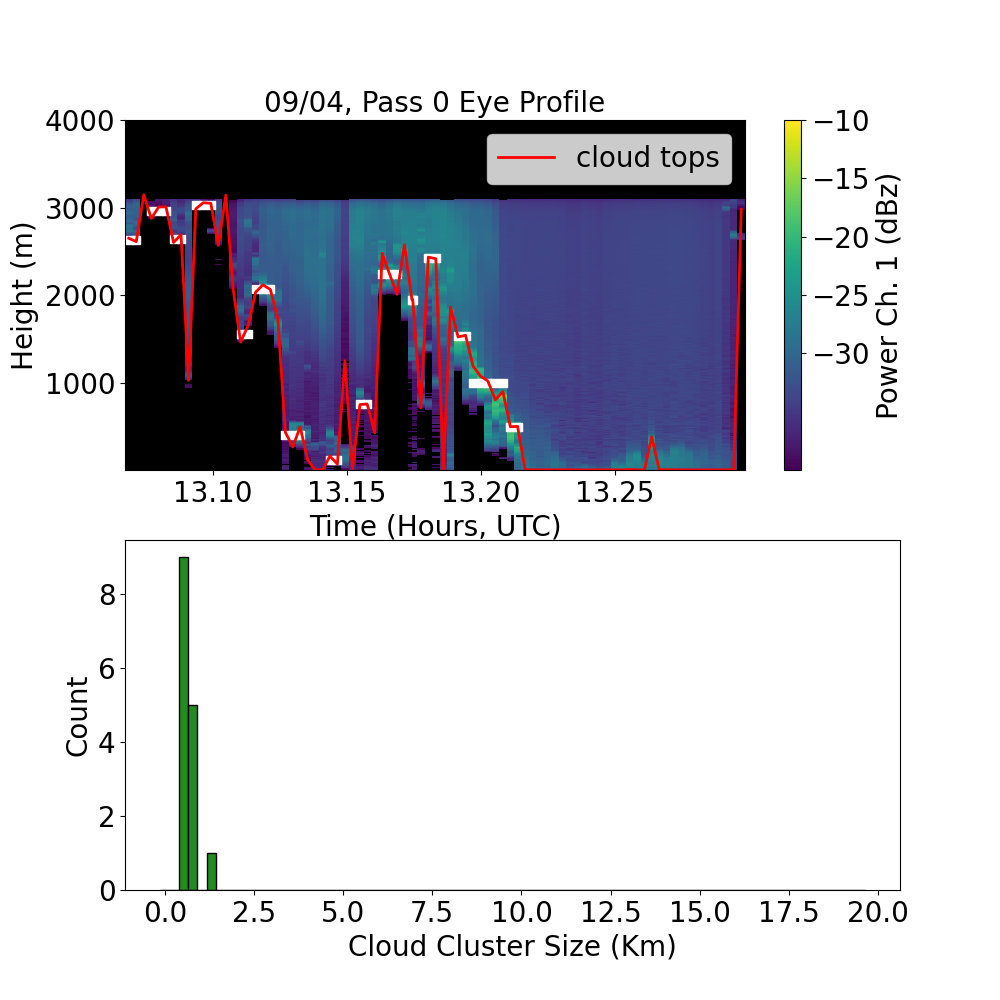 09/04, Pass 0 Eye Profile
4000
3000
2000
1000
Height (m)
cloud tops
13.10 13.15 13.20 13.25
Time (Hours, UTC)
−10
−15
−20
−25
−30
Power Ch. 1 (dBz)
8
6
4
2
0
Count
0.0 2.5 5.0 7.5 10.0 12.5 15.0 17.5 20.0
Cloud Cluster Size (Km)